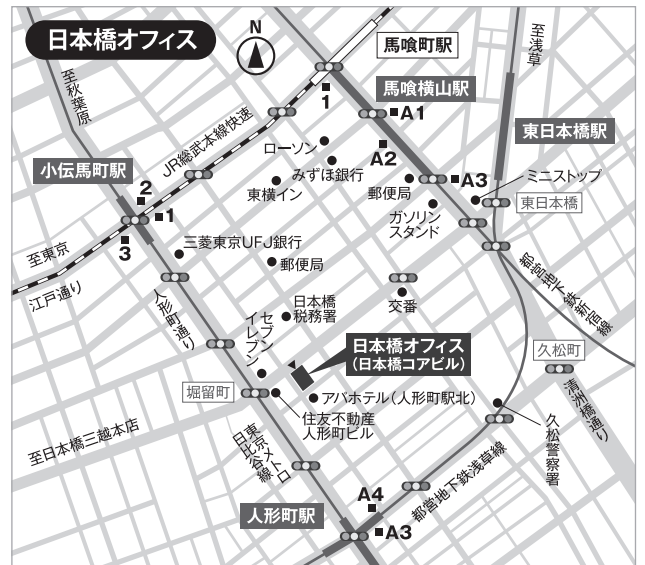 日本橋オフィス
N
馬喰町駅
至浅草
至秋葉原
1
馬喰横山駅
A1
JR総武本線快速
ローソン
A2
東日本橋駅
小伝馬町駅
みずほ銀行
郵便局
A3
ミニストップ
東横イン
2
1
ガソリン
スタンド
東日本橋
3
三菱東京UFJ銀行
至東京
郵便局
都営地下鉄新宿線
江戸通り
人形町通り
交番
日本橋
税務署
セブン
イレブン
日本橋オフィス
(日本橋コアビル)
久松町
堀留町
アパホテル(人形町駅北)
清洲橋通り
住友不動産
人形町ビル
久松警察署
至日本橋三越本店
東京メトロ
日比谷線
都営地下鉄浅草線
人形町駅
A4
A3